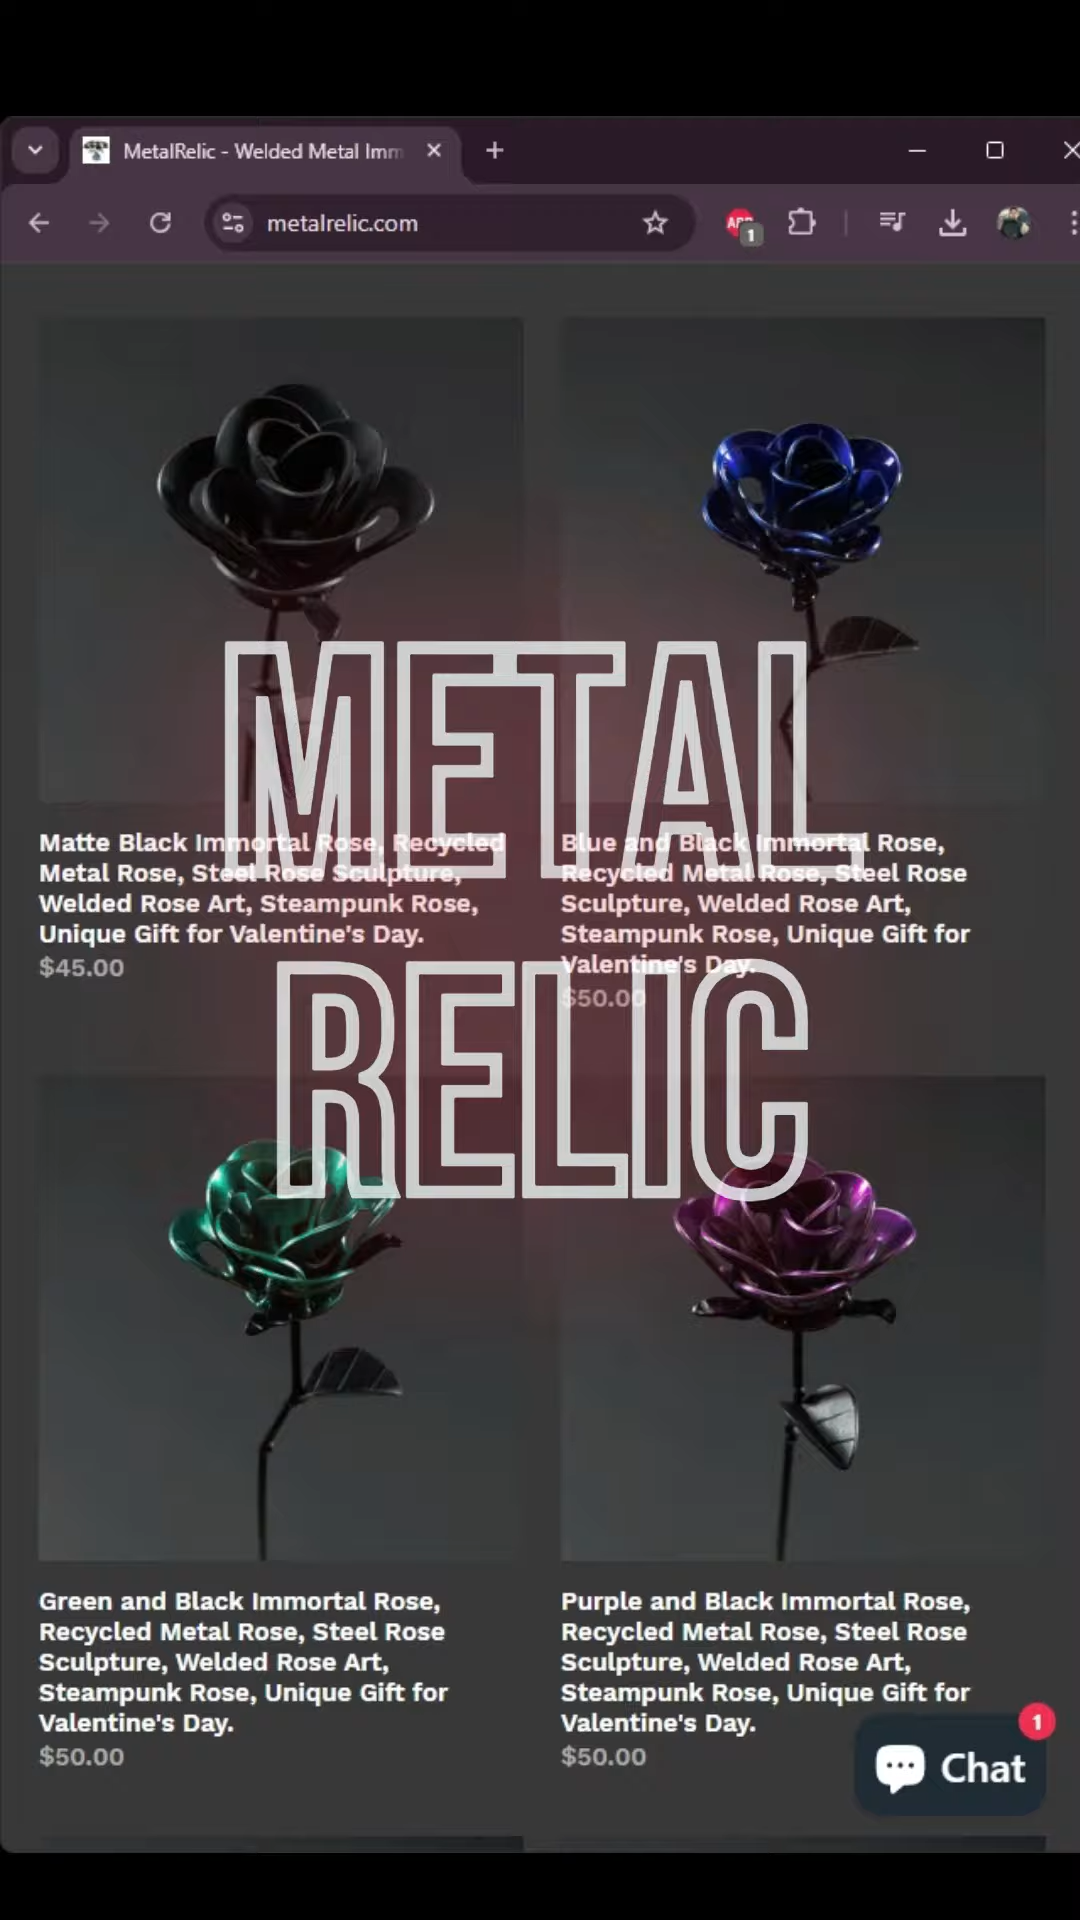 MetalRelic - Welded Metal Imm
metalrelic.com
ABP
1
METAL
Matte Black Immortal Rose, Recycled
Metal Rose, Steel Rose Sculpture,
Welded Rose Art, Steampunk Rose,
Unique Gift for Valentine's Day.
$45.00
Blue and Black Immortal Rose,
Recycled Metal Rose, Steel Rose
Sculpture, Welded Rose Art,
Steampunk Rose, Unique Gift for
Valentine's Day.
$50.00
RELIC
Green and Black Immortal Rose,
Recycled Metal Rose, Steel Rose
Sculpture, Welded Rose Art,
Steampunk Rose, Unique Gift for
Valentine's Day.
$50.00
Purple and Black Immortal Rose,
Recycled Metal Rose, Steel Rose
Sculpture, Welded Rose Art,
Steampunk Rose, Unique Gift for
Valentine's Day.
$50.00
1
Chat